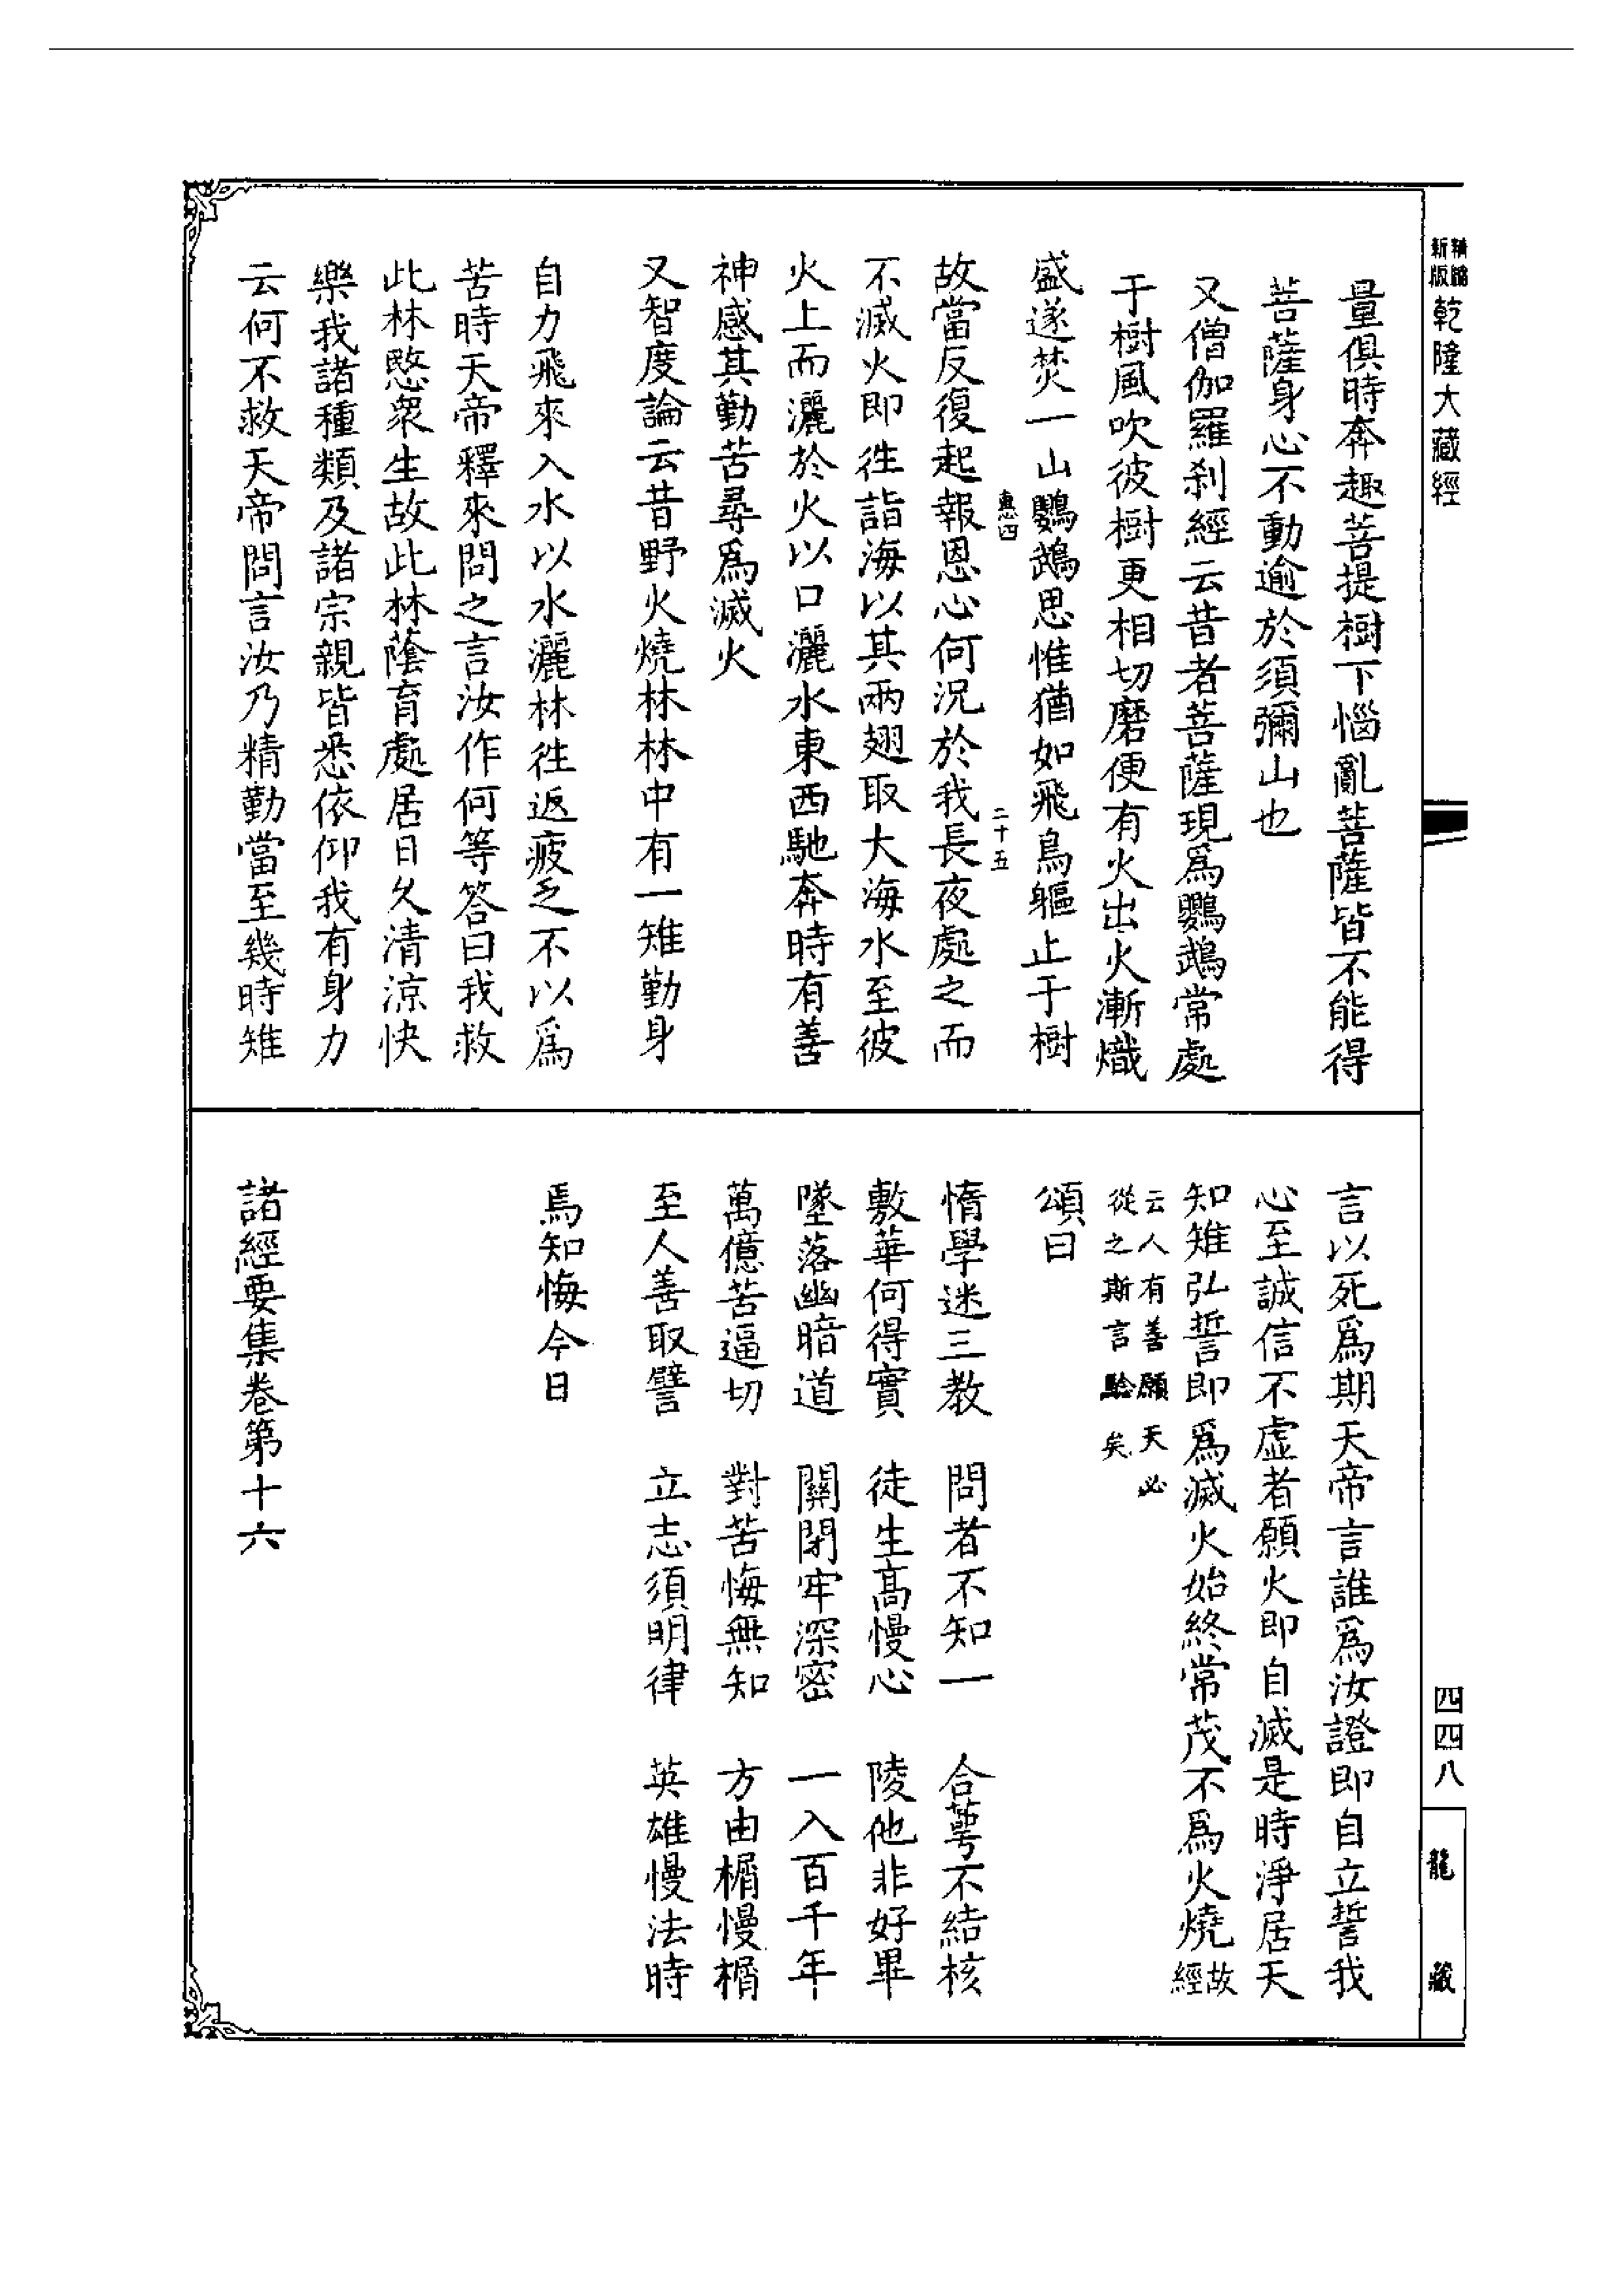 新版
精縮
乾隆大藏經
四四八
龍藏
量俱時奔趣菩提樹下惱亂菩薩皆不能得
菩薩身心不動逾於須彌山也
又僧伽羅刹經云昔者菩薩現爲鸚鵡常處
于樹風吹彼樹更相切磨便有火出火漸熾
盛遂焚一山鸚鵡思惟猶如飛鳥軀止于樹
惠四
二十五
故當反復起報恩心何況於我長夜處之而
不滅火即徃詣海以其兩翅取大海水至彼
火上而灑於火以口灑水東西馳奔時有善
神感其勤苦尋爲滅火
又智度論云昔野火燒林林中有一雉勤身
自力飛來入水以水灑林徃返疲乏不以爲
苦時天帝釋來問之言汝作何等答曰我救
此林愍衆生故此林蔭育處居日久清涼快
樂我諸種類及諸宗親皆悉依仰我有身力
云何不救天帝問言汝乃精勤當至幾時雉
言以死爲期天帝言誰爲汝證即自立誓我
心至誠信不虛者願火即自滅是時淨居天
知雉弘誓即爲滅火始終常茂不爲火燒故經
云人有善願天必
從之斯言驗矣
頌曰
惰學迷三教　問者不知一　合蕚不結核
敷華何得實　徒生高慢心　陵他非好畢
墜落幽暗道　關閉牢深密　一入百千年
萬億苦逼切　對苦悔無知　方由榍慢榍
至人善取譬　立志須明律　英雄慢法時
焉知悔今日
諸經要集卷第十六